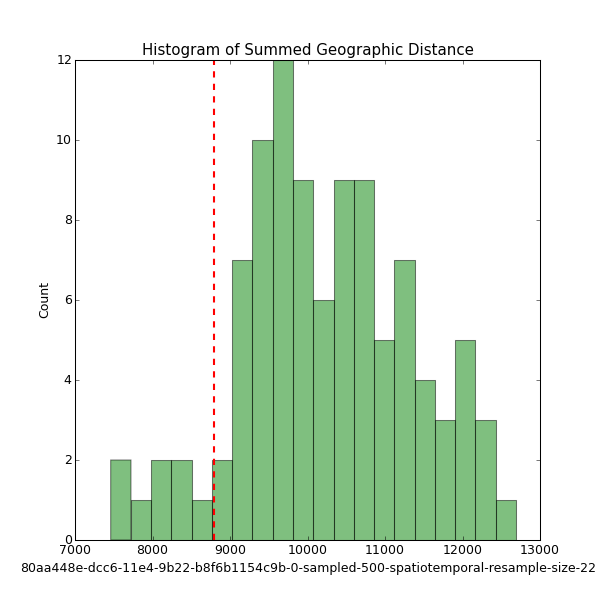 Histogram of Summed Geographic Distance
12
10
8
6
4
2
0
Count
7000 8000 9000 10000 11000 12000 13000
80aa448e-dcc6-11e4-9b22-b8f6b1154c9b-0-sampled-500-spatiotemporal-resample-size-22